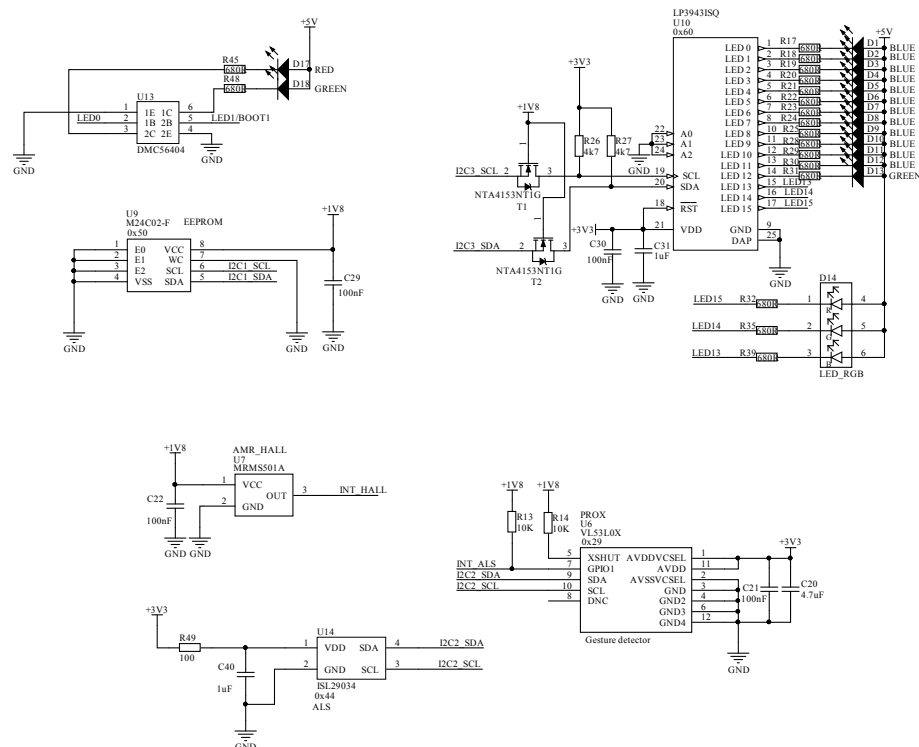 +5V
R45
680R
D17
RED
R48
680R
D18
GREEN
U13
1 1E 1C 6
LED0 2 1B 2B 5 LED1/BOOT1
3 2C 2E 4
DMC56404
GND
GND
U9
M24C02-F EEPROM
0x50
+1V8
1 E0 VCC 8
2 E1 WC 7
3 E2 SCL 6 I2C1_SCL
4 VSS SDA 5 I2C1_SDA
C29
100nF
GND
GND
GND
LP3943ISQ
U10
0x60
+5V
LED 0 1 R17 680R D1 BLUE
LED 1 2 R18 680R D2 BLUE
LED 2 3 R19 680R D3 BLUE
LED 3 4 R20 680R D4 BLUE
LED 4 5 R21 680R D5 BLUE
LED 5 6 R22 680R D6 BLUE
LED 6 7 R23 680R D7 BLUE
LED 7 8 R24 680R D8 BLUE
LED 8 10 R25 680R D9 BLUE
LED 9 11 R28 680R D10 BLUE
LED 10 12 R29 680R D11 BLUE
LED 11 13 R30 680R D12 BLUE
LED 12 14 R31 680R D13 GREEN
LED 13 15 LED13
LED 14 16 LED14
LED 15 17 LED15
22 A0
23 A1
24 A2
GND
19 SCL
20 SDA
18 RST
+3V3 21 VDD
GND 9
DAP 25
GND
+3V3
R26
4k7
R27
4k7
+1V8
1
I2C3_SCL 2 3
NTA4153NT1G
T1
1
I2C3_SDA 2 3
NTA4153NT1G
T2
C30
100nF
GND
C31
1uF
GND
D14
LED15 R32 680R 1 R 4
LED14 R35 680R 2 G 5
LED13 R39 680R 3 B 6
LED_RGB
AMR_HALL
U7
MRMS501A
+1V8
1 VCC
2 GND
OUT 3 INT_HALL
C22
100nF
GND
GND
+1V8
+1V8
R13
10K
R14
10K
PROX
U6
VL53L0X
0x29
+3V3
5 XSHUT AVDDVCSEL 1
INT_ALS 7 GPIO1 AVDD 11
I2C2_SDA 9 SDA AVSSVCSEL 2
I2C2_SCL 10 SCL GND 3
8 DNC GND2 4
GND3 6
GND4 12
Gesture detector
C21
100nF
C20
4.7uF
GND
+3V3
R49
100
U14
1 VDD SDA 4 I2C2_SDA
2 GND SCL 3 I2C2_SCL
ISL29034
0x44
ALS
C40
1uF
GND